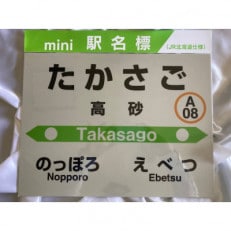 mini 駅名標 (JR北海道仕様)
たかさご
高砂
A
08
Takasago
のっぽろ えべつ
Nopporo Ebetsu